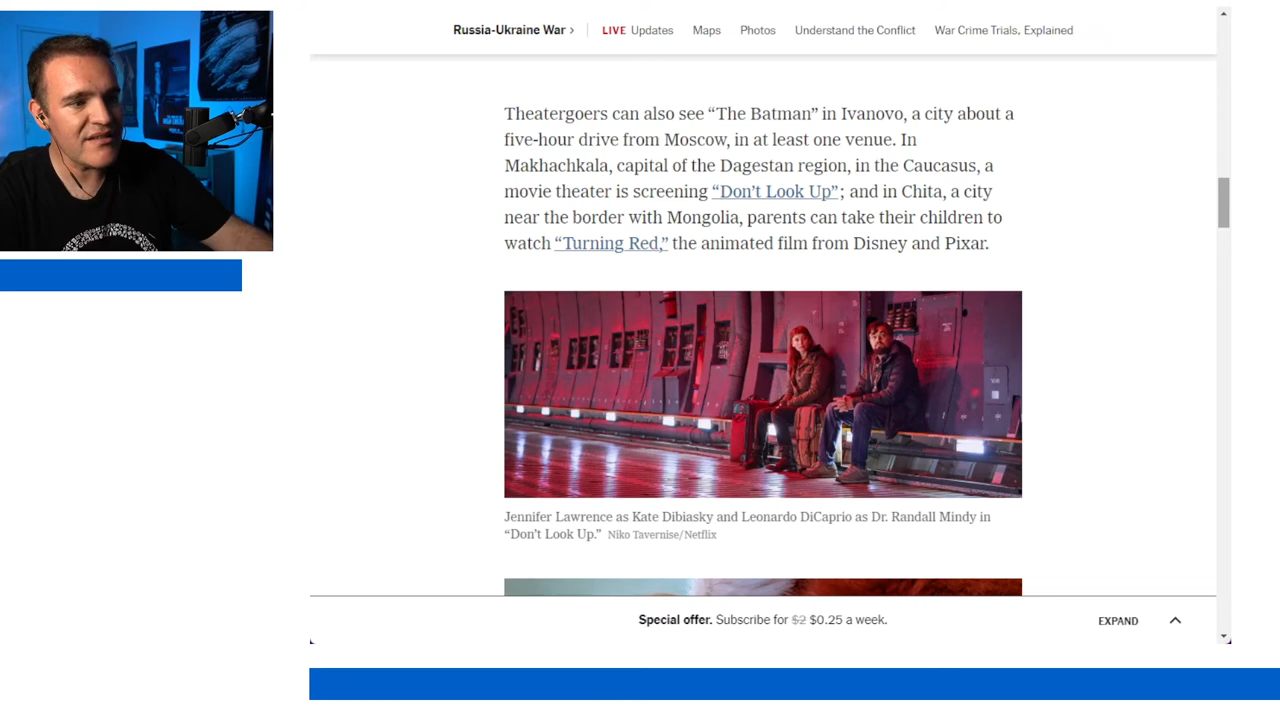 Russia-Ukraine War >
LIVE Updates
Maps
Photos
Understand the Conflict
War Crime Trials, Explained
Theatergoers can also see “The Batman” in Ivanovo, a city about a
five-hour drive from Moscow, in at least one venue. In
Makhachkala, capital of the Dagestan region, in the Caucasus, a
movie theater is screening “Don’t Look Up”; and in Chita, a city
near the border with Mongolia, parents can take their children to
watch “Turning Red,” the animated film from Disney and Pixar.
Jennifer Lawrence as Kate Dibiasky and Leonardo DiCaprio as Dr. Randall Mindy in
“Don’t Look Up.” Niko Tavernise/Netflix
Special offer. Subscribe for $2 $0.25 a week.
EXPAND